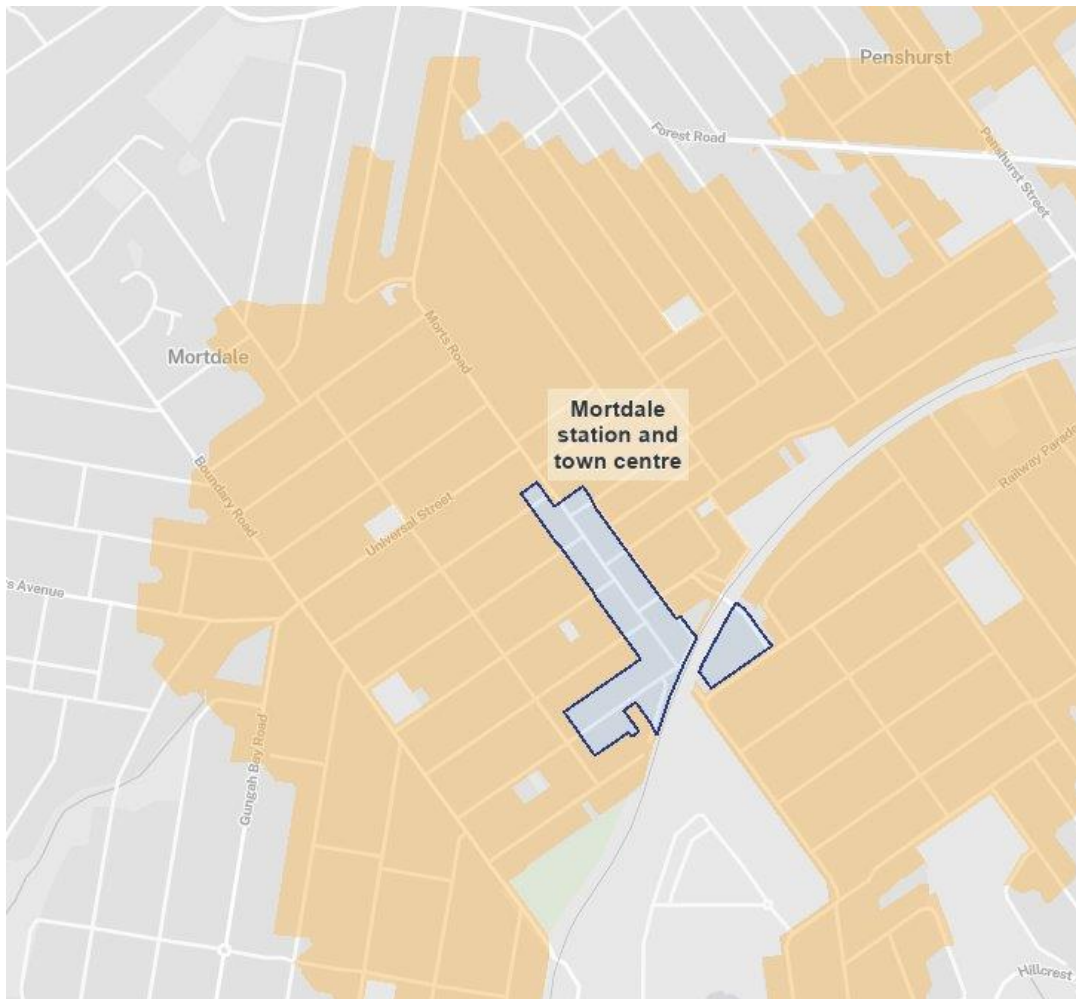 Penshurst
Forest Road
Penshurst Street
Morts Road
Mortdale
Mortdale
station and
town centre
Railway Parade
Boundary Road
Universal Street
Avenue
Gungah Bay Road
Hillcrest